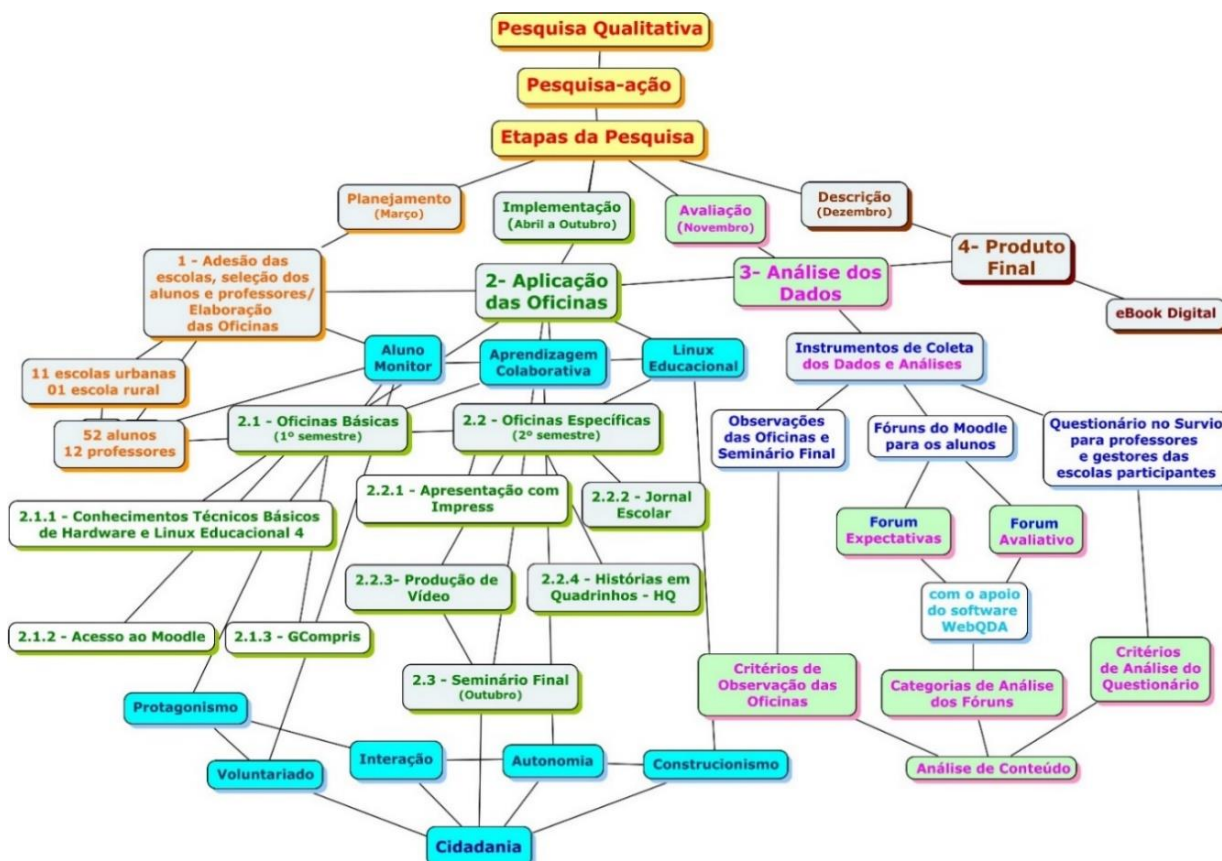 Pesquisa Qualitativa
Pesquisa-ação
Etapas da Pesquisa
Planejamento
(Março)
Implementação
(Abril a Outubro)
Avaliação
(Novembro)
Descrição
(Dezembro)
1 - Adesão das
escolas, seleção dos
alunos e professores/
Elaboração
das Oficinas
2- Aplicação
das Oficinas
3- Análise dos
Dados
4- Produto
Final
eBook Digital
11 escolas urbanas
01 escola rural
52 alunos
12 professores
Aluno
Monitor
Aprendizagem
Colaborativa
Linux
Educacional
Instrumentos de Coleta
dos Dados e Análises
2.1 - Oficinas Básicas
(1º semestre)
2.2 - Oficinas Específicas
(2º semestre)
Observações
das Oficinas e
Seminário Final
Fóruns do Moodle
para os alunos
Questionário no Survio
para professores
e gestores das
escolas participantes
2.1.1 - Conhecimentos Técnicos Básicos
de Hardware e Linux Educacional 4
2.2.1 - Apresentação com
Impress
2.2.2 - Jornal
Escolar
Forum
Expectativas
Forum
Avaliativo
2.2.3- Produção de
Vídeo
2.2.4 - Histórias em
Quadrinhos - HQ
com o apoio
do software
WebQDA
2.1.2 - Acesso ao Moodle
2.1.3 - GCompris
2.3 - Seminário Final
(Outubro)
Critérios de
Observação das
Oficinas
Categorias de Análise
dos Fóruns
Critérios
de Análise do
Questionário
Protagonismo
Voluntariado
Interação
Autonomia
Construcionismo
Análise de Conteúdo
Cidadania